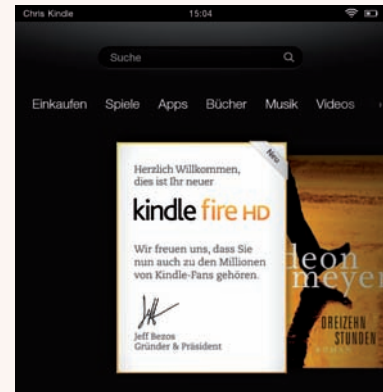 Chris Kindle 15:04
Suche
Einkaufen Spiele Apps Bücher Musik Videos
Neu
Herzlich Willkommen,
dies ist Ihr neuer
kindle fire HD
Wir freuen uns, dass Sie
nun auch zu den Millionen
von Kindle-Fans gehören.
Jeff Bezos
Gründer & Präsident
deon
meyer
DREIZEHN
STUNDEN
ROMAN